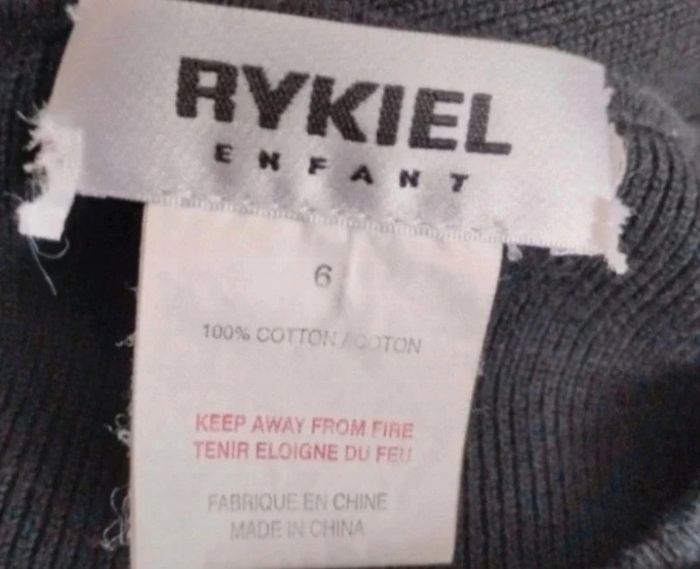 RYKIEL
ENFANT
6
100% COTTON / COTON
KEEP AWAY FROM FIRE
TENIR ELOIGNE DU FEU
FABRIQUE EN CHINE
MADE IN CHINA